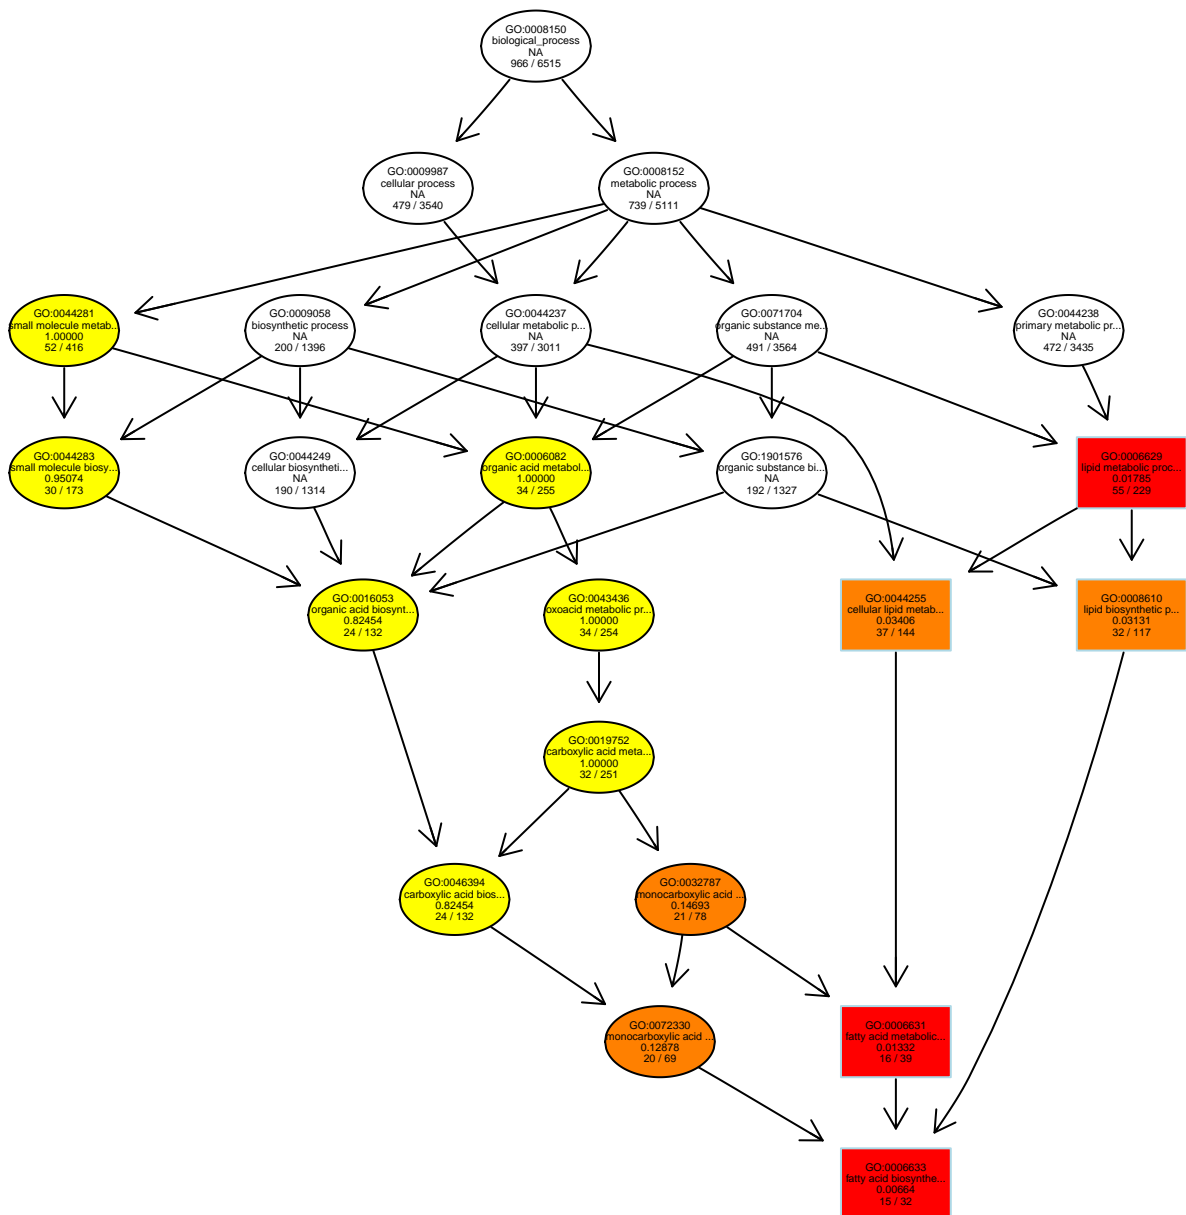 GO:0008150
biological_process
NA
966 / 6515
GO:0009987
cellular process
NA
479 / 3540
GO:0008152
metabolic process
NA
739 / 5111
GO:0044281
small molecule metab...
1.00000
52 / 416
GO:0009058
biosynthetic process
NA
200 / 1396
GO:0044237
cellular metabolic p...
NA
397 / 3011
GO:0071704
organic substance me...
NA
491 / 3564
GO:0044238
primary metabolic pr...
NA
472 / 3435
GO:0044283
small molecule biosy...
0.95074
30 / 173
GO:0044249
cellular biosyntheti...
NA
190 / 1314
GO:0006082
organic acid metabol...
1.00000
34 / 255
GO:1901576
organic substance bi...
NA
192 / 1327
GO:0006629
lipid metabolic proc...
0.01785
55 / 229
GO:0016053
organic acid biosynt...
0.82454
24 / 132
GO:0043436
oxoacid metabolic pr...
1.00000
34 / 254
GO:0044255
cellular lipid metab...
0.03406
37 / 144
GO:0008610
lipid biosynthetic p...
0.03131
32 / 117
GO:0019752
carboxylic acid meta...
1.00000
32 / 251
GO:0046394
carboxylic acid bios...
0.82454
24 / 132
GO:0032787
monocarboxylic acid ...
0.14693
21 / 78
GO:0072330
monocarboxylic acid ...
0.12878
20 / 69
GO:0006631
fatty acid metabolic...
0.01332
16 / 39
GO:0006633
fatty acid biosynthe...
0.00664
15 / 32